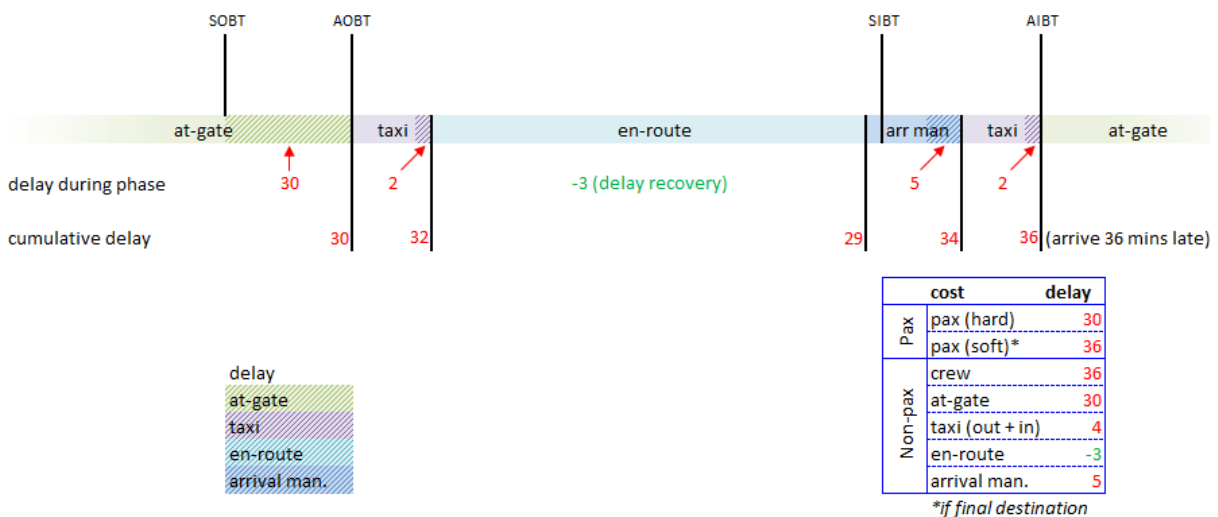 SOBT AOBT SIBT AIBT
at-gate taxi en-route arr man taxi at-gate
delay during phase 30 2 -3 (delay recovery) 5 2
cumulative delay 30 32 29 34 36 (arrive 36 mins late)
cost delay
Pax
pax (hard) 30
pax (soft)* 36
Non-pax
crew 36
at-gate 30
taxi (out + in) 4
en-route -3
arrival man. 5
*if final destination
delay
at-gate
taxi
en-route
arrival man.